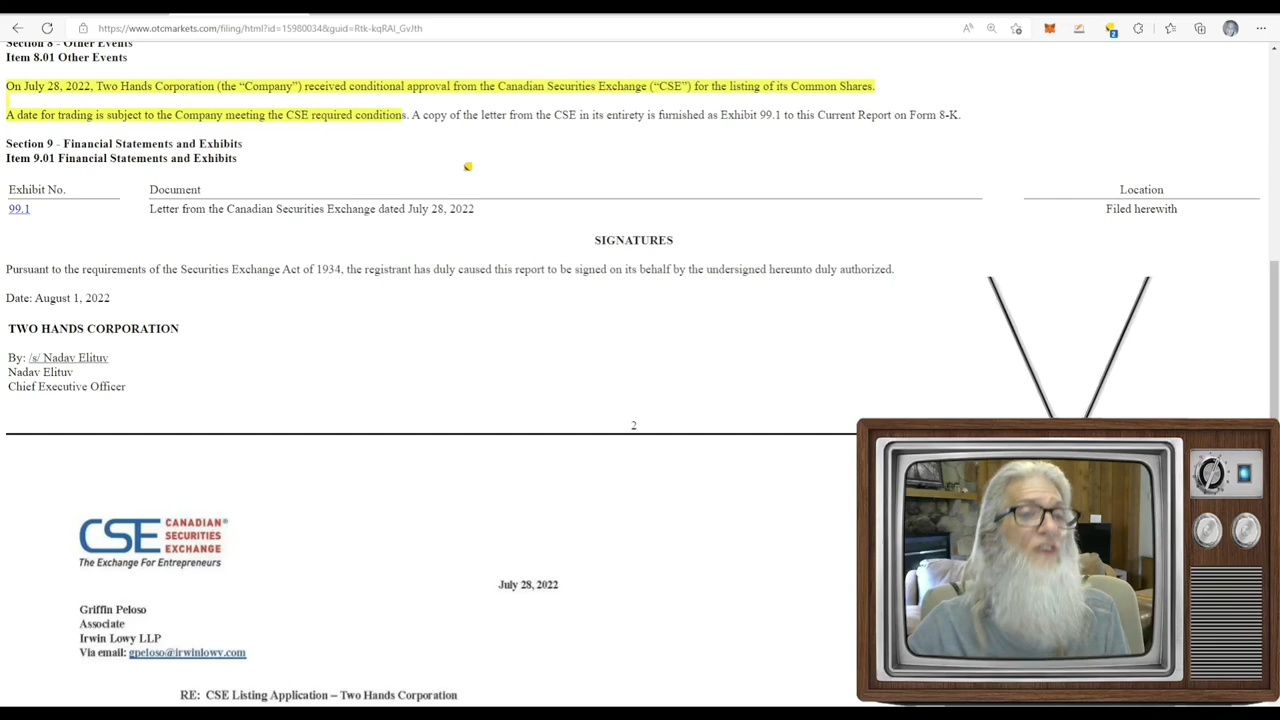 https://www.otcmarkets.com/filing/html?id=15980034&guid=Rtk-kqRAl_GvJth
Section 8 - Other Events
Item 8.01 Other Events
On July 28, 2022, Two Hands Corporation (the “Company”) received conditional approval from the Canadian Securities Exchange (“CSE”) for the listing of its Common Shares.
A date for trading is subject to the Company meeting the CSE required conditions. A copy of the letter from the CSE in its entirety is furnished as Exhibit 99.1 to this Current Report on Form 8-K.
Section 9 - Financial Statements and Exhibits
Item 9.01 Financial Statements and Exhibits
Exhibit No. Document Location
99.1 Letter from the Canadian Securities Exchange dated July 28, 2022 Filed herewith
SIGNATURES
Pursuant to the requirements of the Securities Exchange Act of 1934, the registrant has duly caused this report to be signed on its behalf by the undersigned hereunto duly authorized.
Date: August 1, 2022
TWO HANDS CORPORATION
By: /s/ Nadav Elituv
Nadav Elituv
Chief Executive Officer
2
CSE CANADIAN®
SECURITIES
EXCHANGE
The Exchange For Entrepreneurs
July 28, 2022
Griffin Peloso
Associate
Irwin Lowy LLP
Via email: gpeloso@irwinlowy.com
RE: CSE Listing Application – Two Hands Corporation